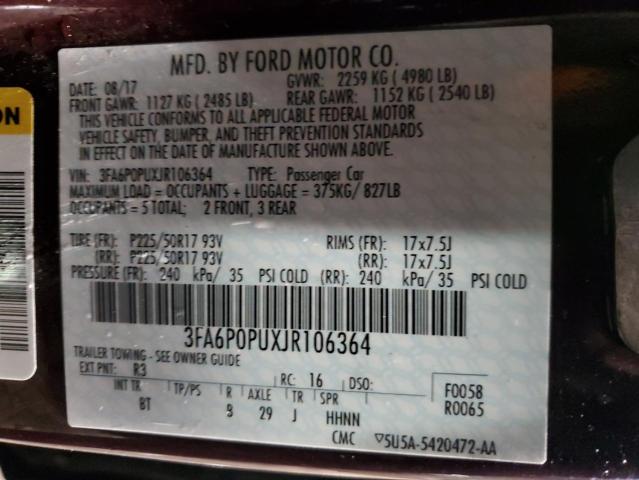 ON
MFD. BY FORD MOTOR CO.
DATE: 08/17 GVWR: 2259 KG ( 4980 LB)
FRONT GAWR: 1127 KG ( 2485 LB) REAR GAWR: 1152 KG ( 2540 LB)
THIS VEHICLE CONFORMS TO ALL APPLICABLE FEDERAL MOTOR
VEHICLE SAFETY, BUMPER, AND THEFT PREVENTION STANDARDS
IN EFFECT ON THE DATE OF MANUFACTURE SHOWN ABOVE.
VIN: 3FA6P0PUXJR106364 TYPE: Passenger Car
MAXIMUM LOAD = OCCUPANTS + LUGGAGE = 375KG/ 827LB
OCCUPANTS = 5 TOTAL; 2 FRONT, 3 REAR
TIRE (FR): P225/50R17 93V RIMS (FR): 17x7.5J
(RR): P225/50R17 93V (RR): 17x7.5J
PRESSURE (FR): 240 kPa/ 35 PSI COLD (RR): 240 kPa/ 35 PSI COLD
3FA6P0PUXJR106364
TRAILER TOWING - SEE OWNER GUIDE
EXT PNT: R3 RC: 16 DSO: F0058
R0065
INT TR TP/PS R AXLE TR SPR
BT 29 J HHNN
CMC ▽5U5A-5420472-AA